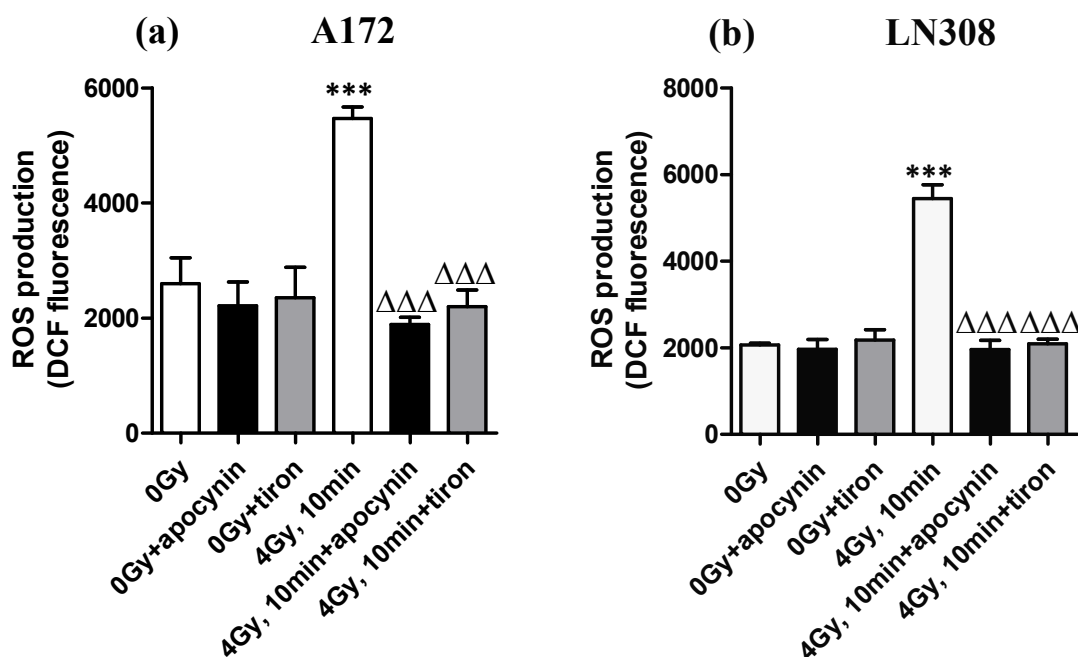 (a) A172
ROS production
(DCF fluorescence)
6000
4000
2000
0
***
ΔΔΔ
ΔΔΔ
0Gy
0Gy+apocynin
0Gy+tiron
4Gy, 10min
4Gy, 10min+apocynin
4Gy, 10min+tiron
(b) LN308
ROS production
(DCF fluorescence)
8000
6000
4000
2000
0
***
ΔΔΔ ΔΔΔ
0Gy
0Gy+apocynin
0Gy+tiron
4Gy, 10min
4Gy, 10min+apocynin
4Gy, 10min+tiron